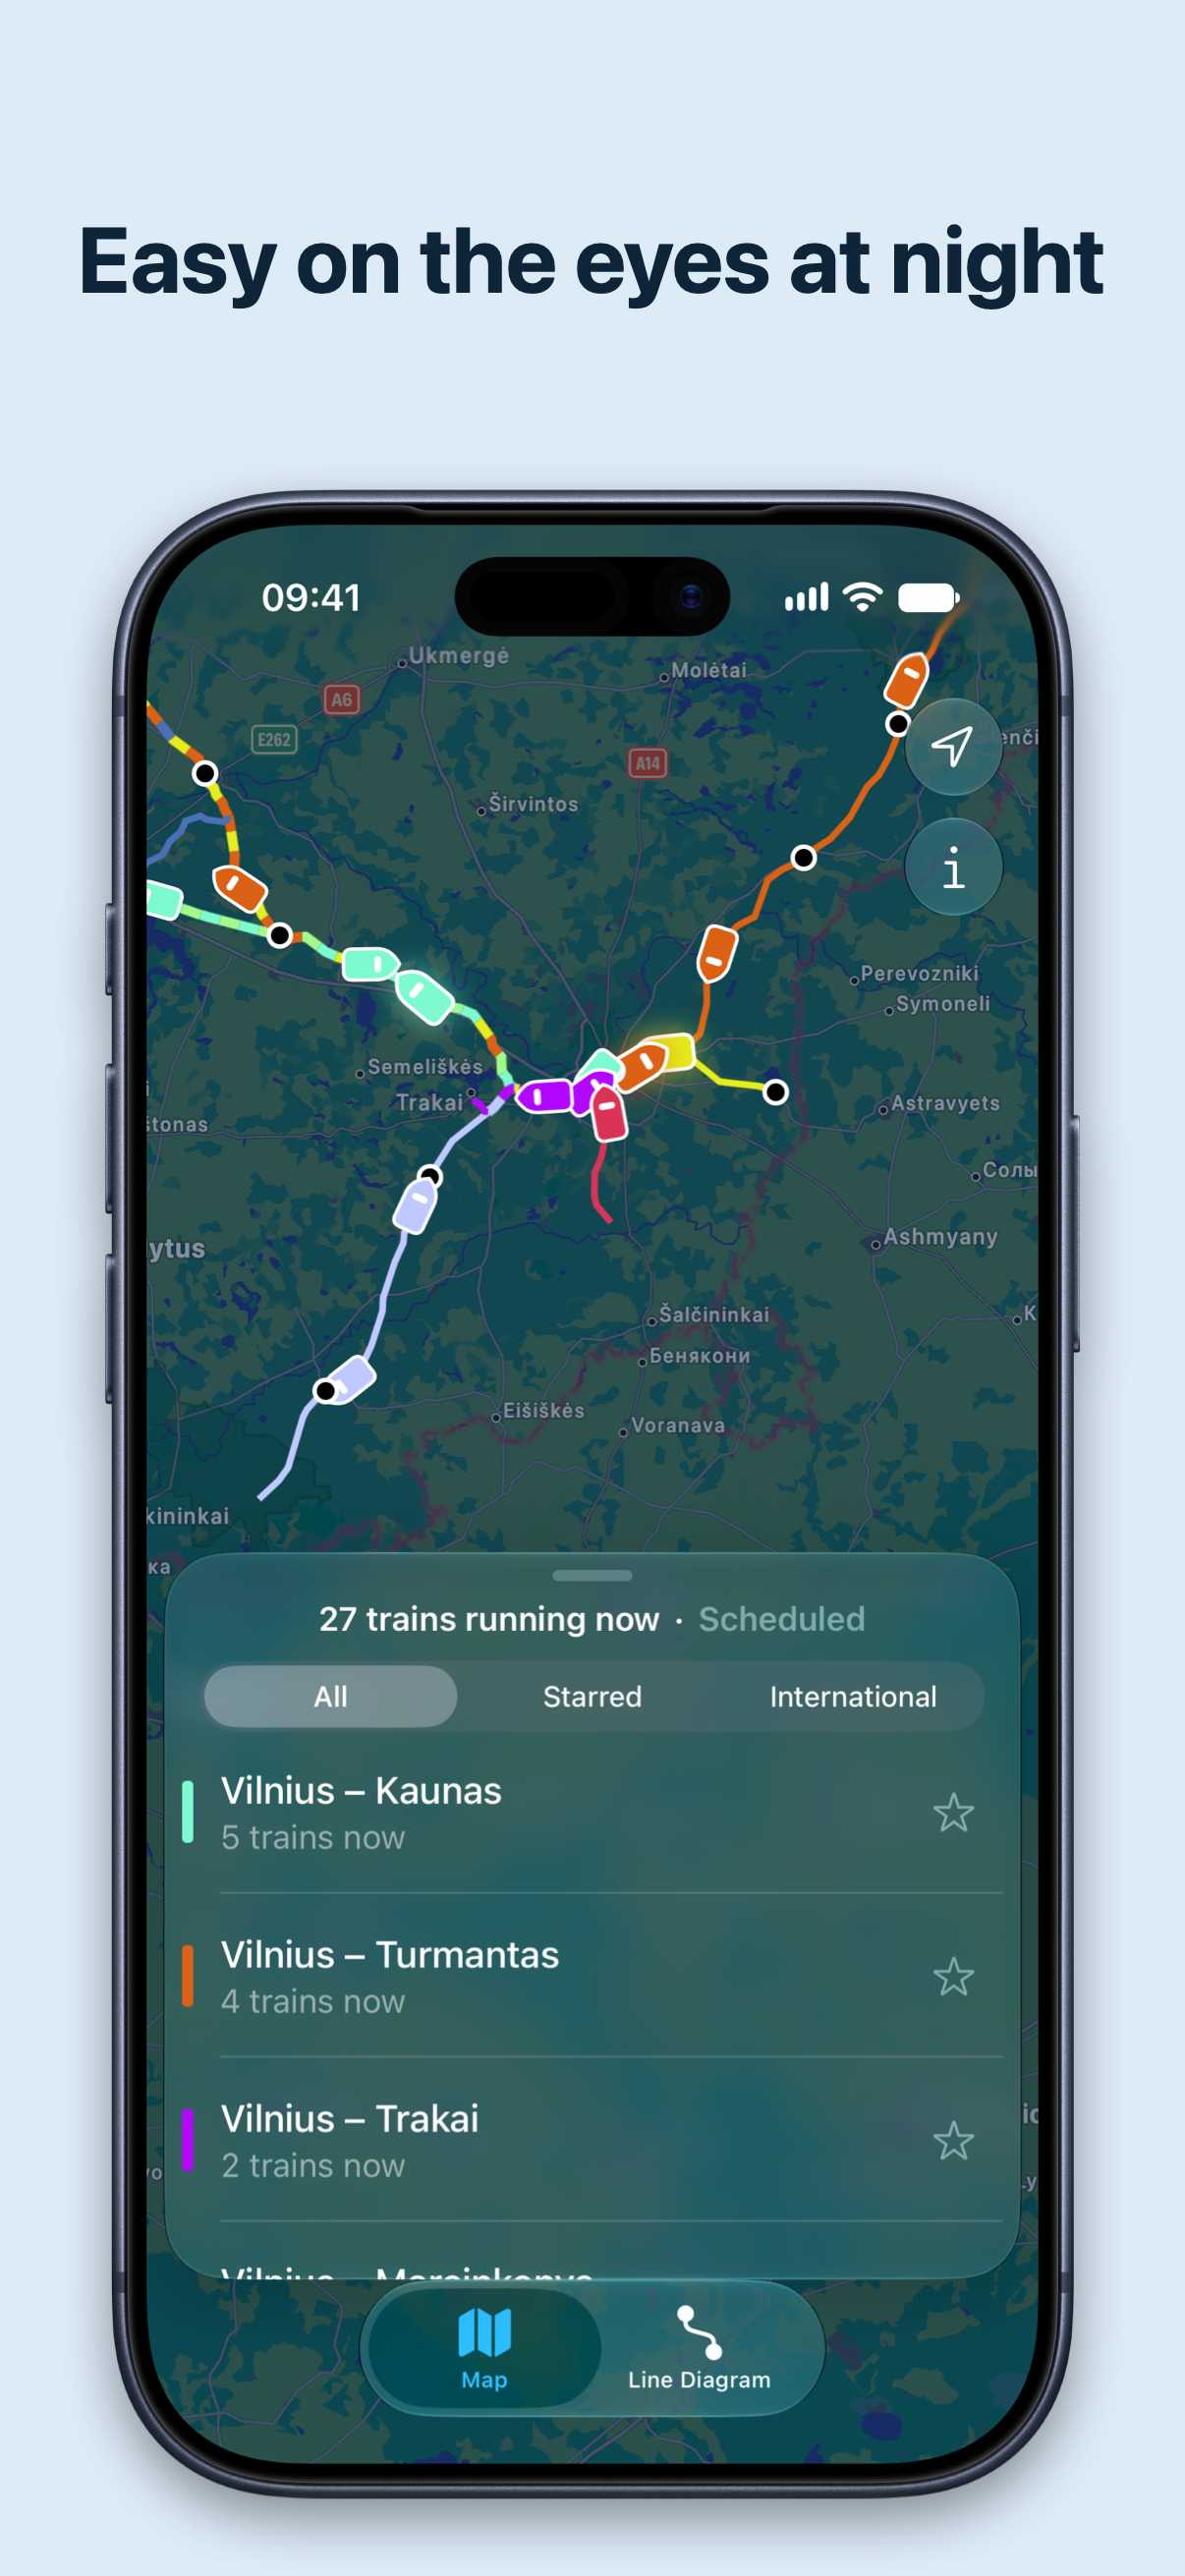 Easy on the eyes at night
09:41
Ukmergė
Molėtai
A6
E262
A14
Širvintos
Perevozniki
Symoneli
Semeliškės
Trakai
Astravyets
Ashmyany
Šalčininkai
Бенякони
Eišiškės
Voranava
27 trains running now · Scheduled
All
Starred
International
Vilnius – Kaunas
5 trains now
Vilnius – Turmantas
4 trains now
Vilnius – Trakai
2 trains now
Map
Line Diagram